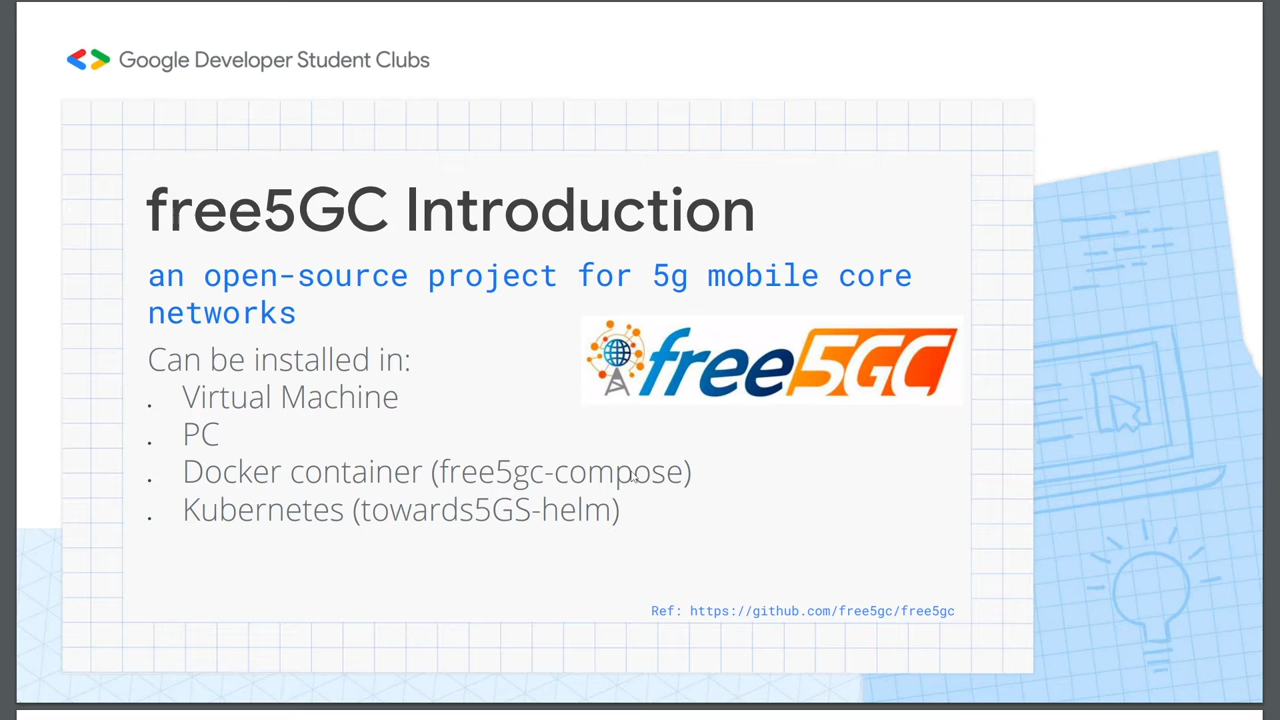 Google Developer Student Clubs
free5GC Introduction
an open-source project for 5g mobile core
networks
free5GC
Can be installed in:
. Virtual Machine
. PC
. Docker container (free5gc-compose)
. Kubernetes (towards5GS-helm)
Ref: https://github.com/free5gc/free5gc